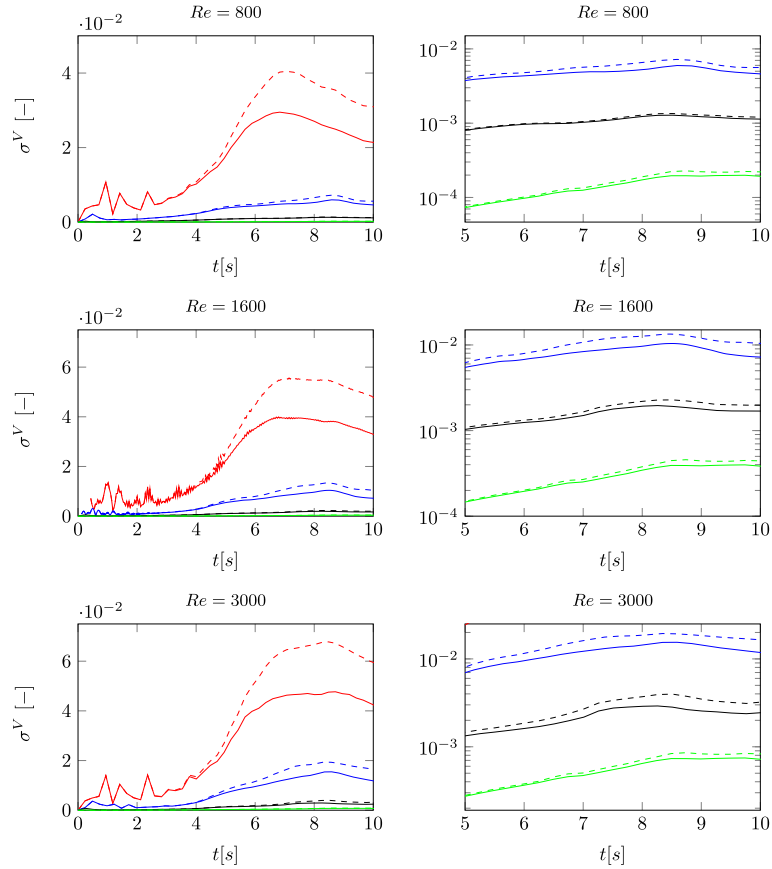 Re = 800
·10⁻²
σ^V [−]
4
2
0
0 2 4 6 8 10
t[s]
Re = 800
10⁻²
10⁻³
10⁻⁴
5 6 7 8 9 10
t[s]
Re = 1600
·10⁻²
σ^V [−]
6
4
2
0
0 2 4 6 8 10
t[s]
Re = 1600
10⁻²
10⁻³
10⁻⁴
5 6 7 8 9 10
t[s]
Re = 3000
·10⁻²
σ^V [−]
6
4
2
0
0 2 4 6 8 10
t[s]
Re = 3000
10⁻²
10⁻³
5 6 7 8 9 10
t[s]